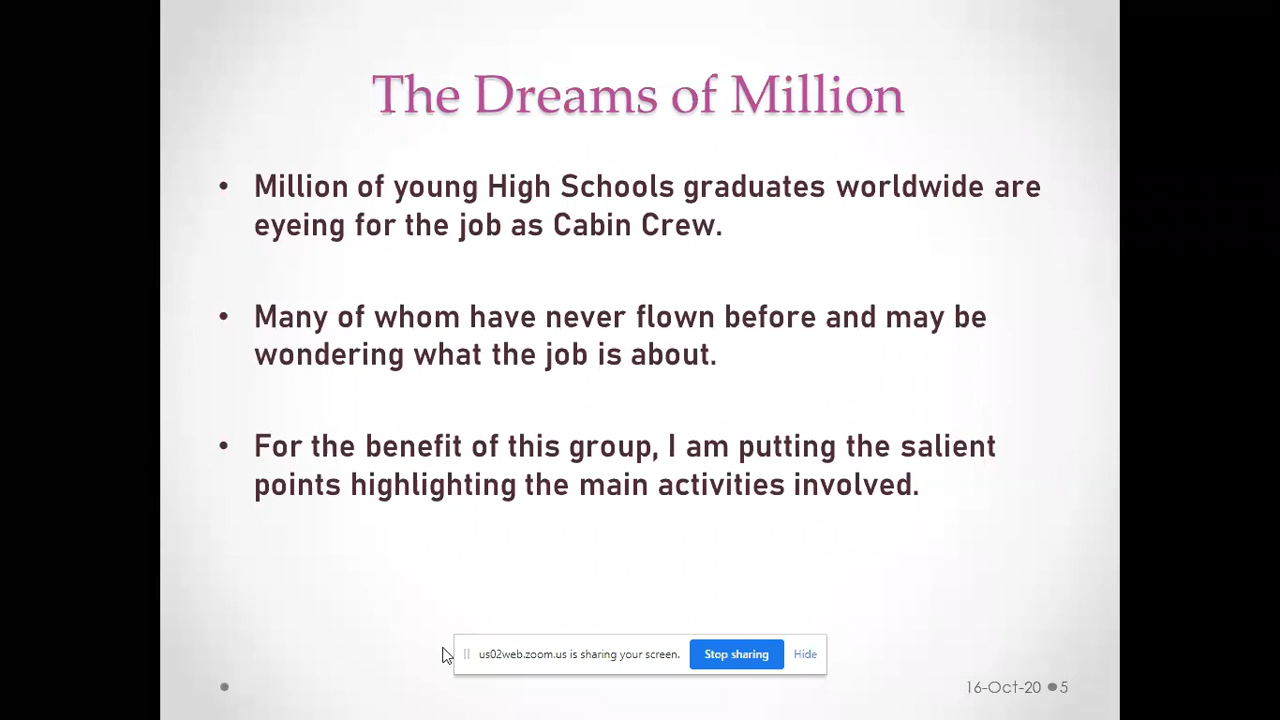 The Dreams of Million
• Million of young High Schools graduates worldwide are
eyeing for the job as Cabin Crew.
• Many of whom have never flown before and may be
wondering what the job is about.
• For the benefit of this group, I am putting the salient
points highlighting the main activities involved.
us02web.zoom.us is sharing your screen. Stop sharing Hide
16-Oct-20 5